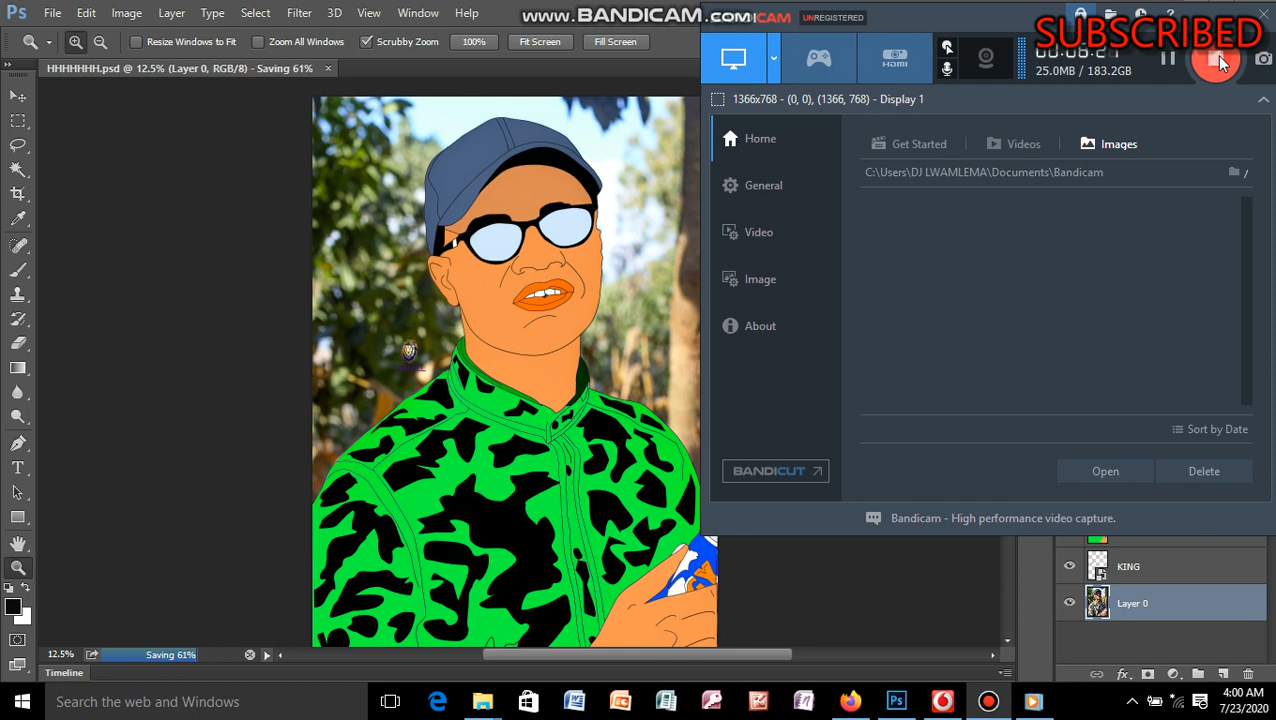 Ps File Edit Image Layer Type Select Filter 3D View Window Help
www.BANDICAM.com
BANDICAM UNREGISTERED
SUBSCRIBED
Resize Windows to Fit Zoom All Windows Scrubby Zoom 100% Fit Screen Fill Screen
HDMI
25.0MB / 183.2GB
HHHHHHH.psd @ 12.5% (Layer 0, RGB/8) - Saving 61% ×
1366x768 - (0, 0), (1366, 768) - Display 1
Home
General
Video
Image
About
Get Started Videos Images
C:\Users\DJ LWAMLEMA\Documents\Bandicam
Sort by Date
BANDICUT
Open Delete
Bandicam - High performance video capture.
KING
Layer 0
12.5% Saving 61%
Timeline
Search the web and Windows
4:00 AM
7/23/2020